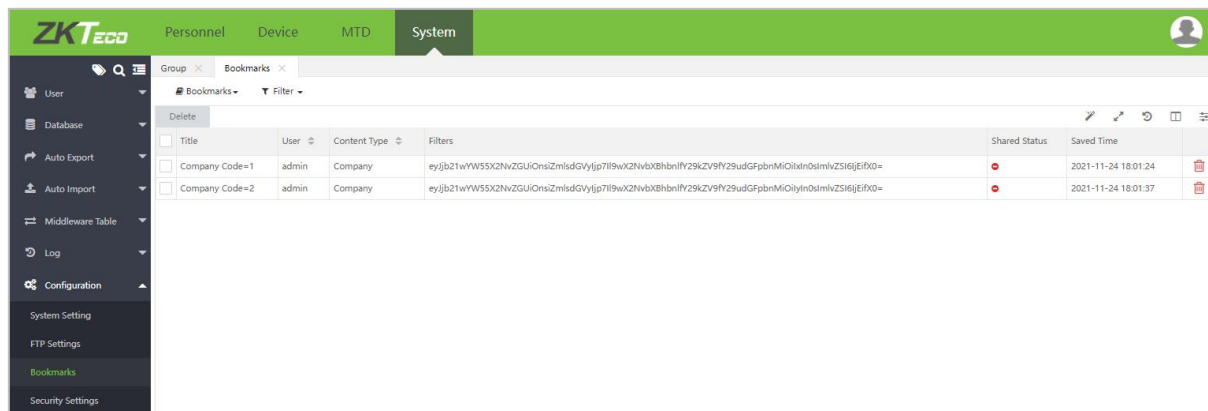 ZKTeco Personnel Device MTD System
Group Bookmarks
User Bookmarks Filter
Database Delete
Title User Content Type Filters Shared Status Saved Time
Auto Export Company Code=1 admin Company eyJjb21wYW55X2NvZGUiOnsiZmlsdGVyIjp7Il9wX2NvbXBhbnlfY29kZV9fY29udGFpbnMiOiIxIn0sImlvZSI6IjEifX0= 2021-11-24 18:01:24
Auto Import Company Code=2 admin Company eyJjb21wYW55X2NvZGUiOnsiZmlsdGVyIjp7Il9wX2NvbXBhbnlfY29kZV9fY29udGFpbnMiOiIyIn0sImlvZSI6IjEifX0= 2021-11-24 18:01:37
Middleware Table
Log
Configuration
System Setting
FTP Settings
Bookmarks
Security Settings